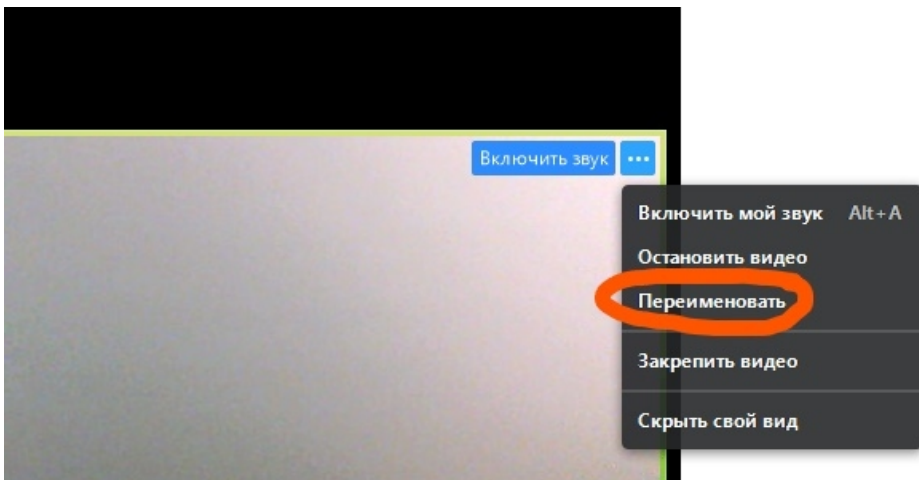 Включить звук ...
Включить мой звук Alt+A
Остановить видео
Переименовать
Закрепить видео
Скрыть свой вид